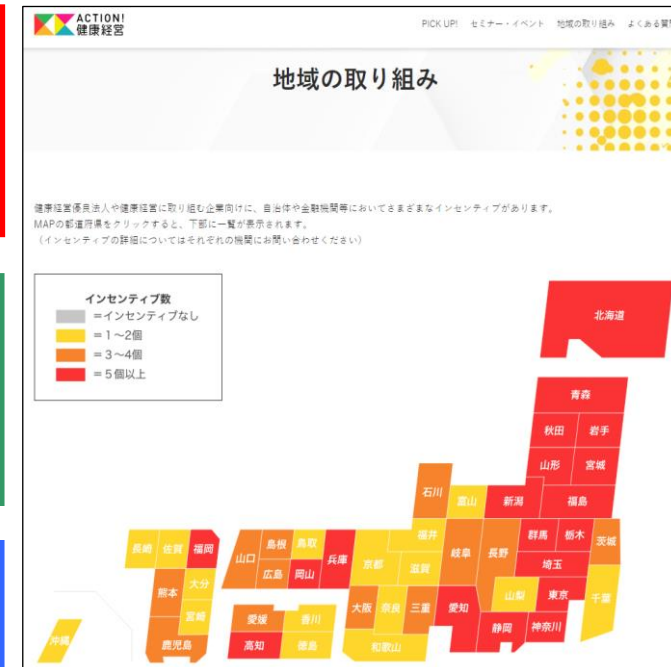 ACTION!
健康経営
PICK UP! セミナー・イベント 地域の取り組み よくある質問
地域の取り組み
健康経営優良法人や健康経営に取り組む企業向けに、自治体や金融機関等においてさまざまなインセンティブがあります。
MAPの都道府県をクリックすると、下部に一覧が表示されます。
(インセンティブの詳細についてはそれぞれの機関にお問い合わせください)
インセンティブ数
=インセンティブなし
=1~2個
=3~4個
=5個以上
北海道
青森
秋田 岩手
山形 宮城
石川 富山 新潟 福島
長崎 佐賀 福岡 山口 島根 鳥取 兵庫 京都 福井 滋賀 岐阜 長野 群馬 栃木 茨城
広島 岡山 埼玉
熊本 大分 宮崎 愛媛 香川 大阪 奈良 三重 愛知 山梨 東京 千葉
沖縄 鹿児島 高知 徳島 和歌山 静岡 神奈川